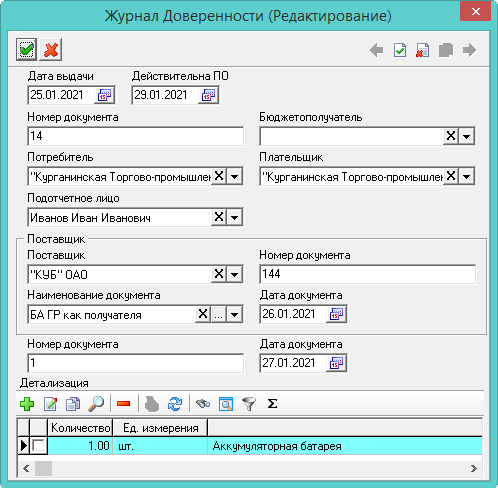 Журнал Доверенности (Редактирование)
Дата выдачи Действительна ПО
25.01.2021 29.01.2021
Номер документа Бюджетополучатель
14
Потребитель Плательщик
"Курганинская Торгово-промышлен "Курганинская Торгово-промышлен
Подотчетное лицо
Иванов Иван Иванович
Поставщик
Поставщик Номер документа
"КУБ" ОАО 144
Наименование документа Дата документа
БА ГР как получателя 26.01.2021
Номер документа Дата документа
1 27.01.2021
Детализация
Количество Ед. измерения
1.00 шт. Аккумуляторная батарея